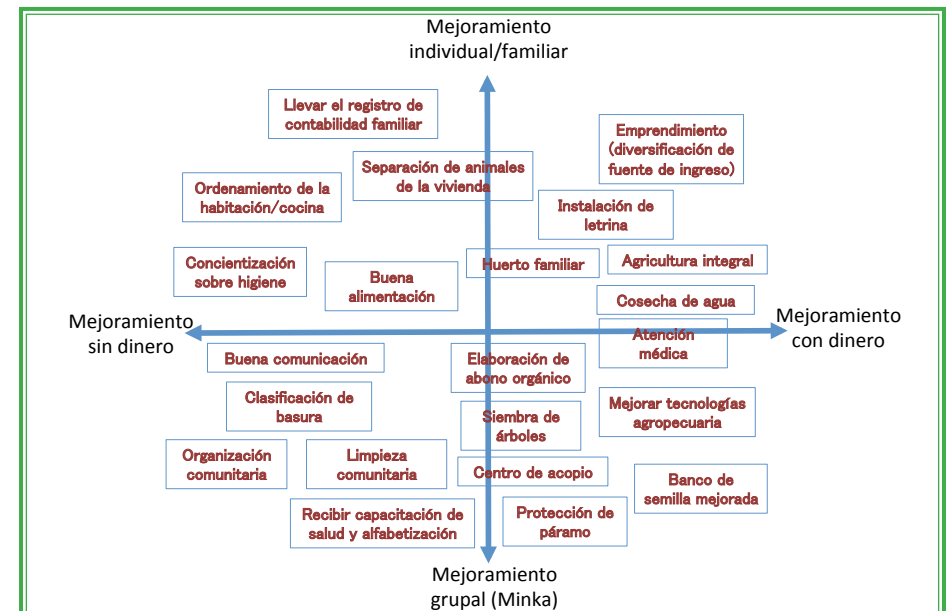 Mejoramiento
individual/familiar
Llevar el registro de
contabilidad familiar
Emprendimiento
(diversificación de
fuente de ingreso)
Separación de animales
de la vivienda
Ordenamiento de la
habitación/cocina
Instalación de
letrina
Concientización
sobre higiene
Buena
alimentación
Huerto familiar
Agricultura integral
Cosecha de agua
Mejoramiento
sin dinero
Mejoramiento
con dinero
Atención
médica
Buena comunicación
Elaboración de
abono orgánico
Clasificación de
basura
Siembra de
árboles
Mejorar tecnologías
agropecuaria
Organización
comunitaria
Limpieza
comunitaria
Centro de acopio
Banco de
semilla mejorada
Recibir capacitación de
salud y alfabetización
Protección de
páramo
Mejoramiento
grupal (Minka)